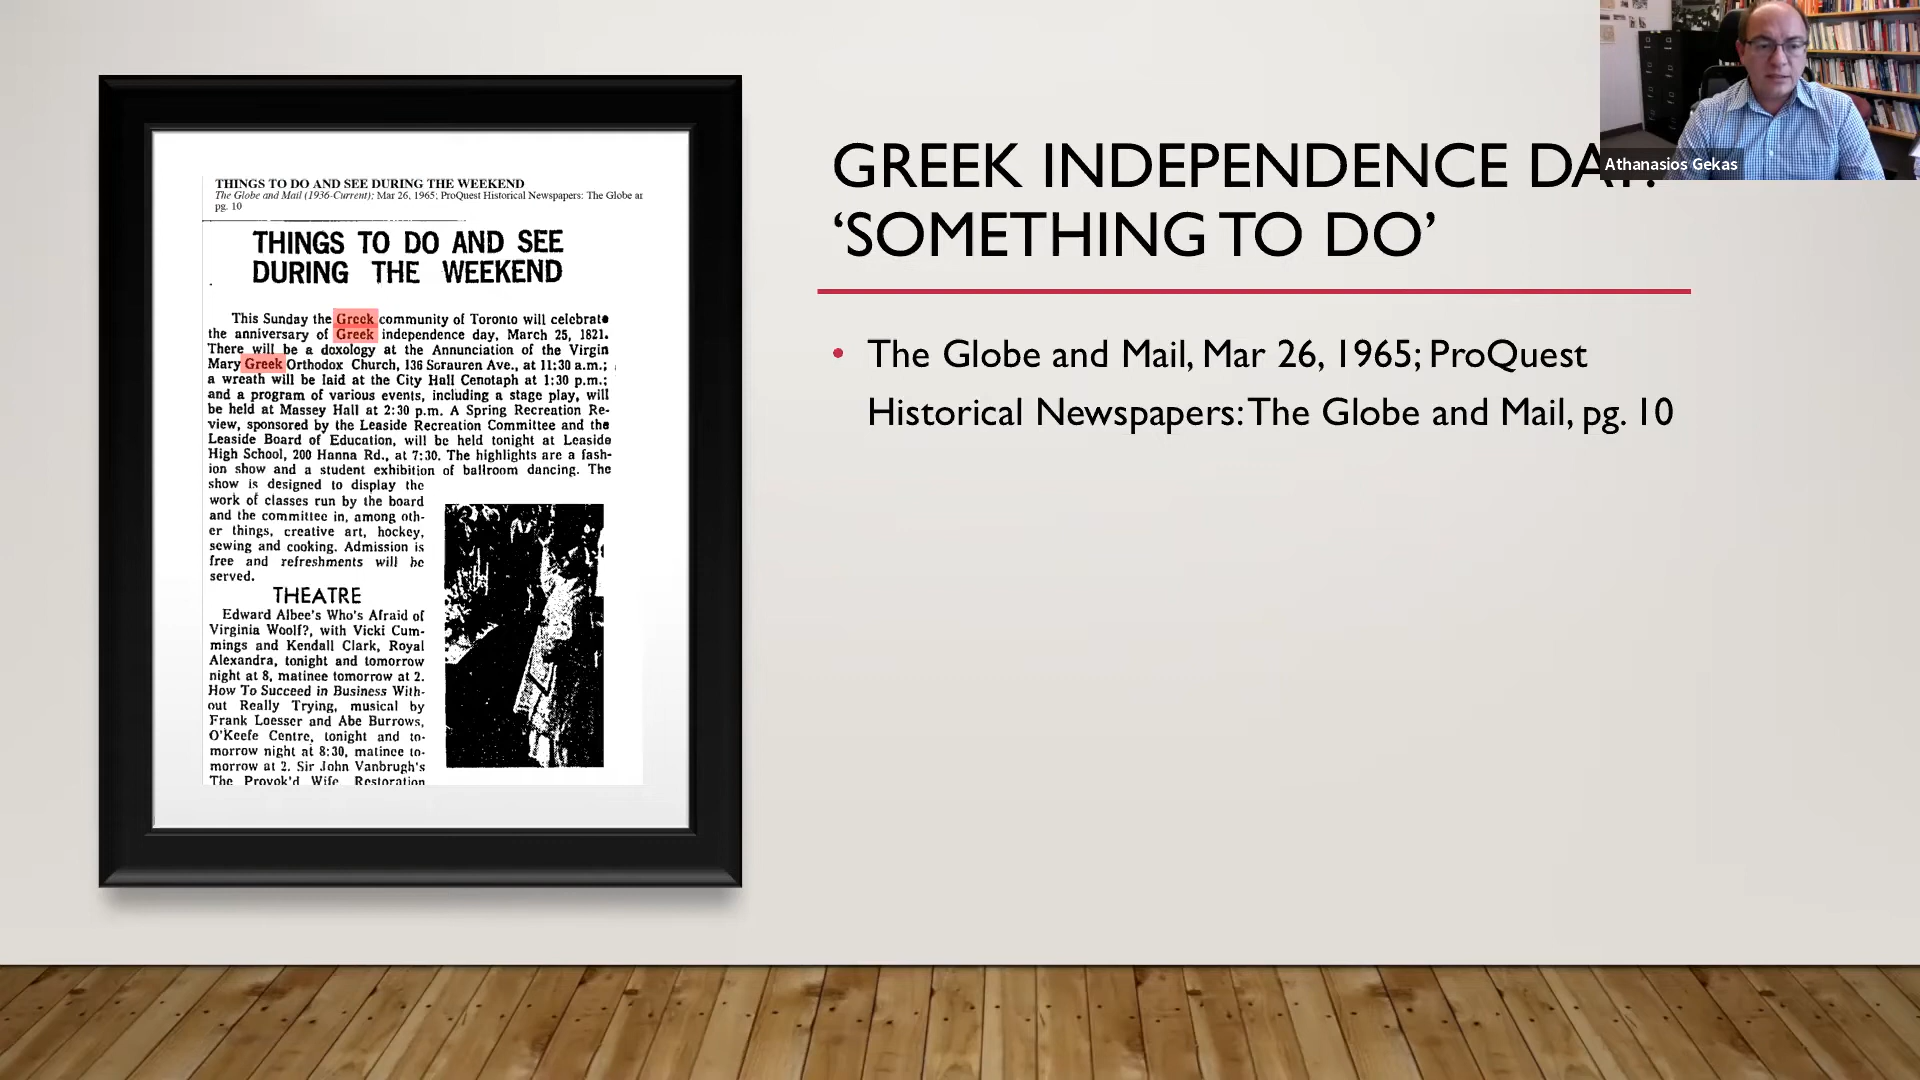 THINGS TO DO AND SEE DURING THE WEEKEND
The Globe and Mail (1936-Current); Mar 26, 1965; ProQuest Historical Newspapers: The Globe ar
pg. 10
THINGS TO DO AND SEE
DURING THE WEEKEND
This Sunday the Greek community of Toronto will celebrate
the anniversary of Greek independence day, March 25, 1821.
There will be a doxology at the Annunciation of the Virgin
Mary Greek Orthodox Church, 136 Sorauren Ave., at 11:30 a.m.;
a wreath will be laid at the City Hall Cenotaph at 1:30 p.m.;
and a program of various events, including a stage play, will
be held at Massey Hall at 2:30 p.m. A Spring Recreation Re-
view, sponsored by the Leaside Recreation Committee and the
Leaside Board of Education, will be held tonight at Leaside
High School, 200 Hanna Rd., at 7:30. The highlights are a fash-
ion show and a student exhibition of ballroom dancing. The
show is designed to display the
work of classes run by the board
and the committee in, among oth-
er things, creative art, hockey,
sewing and cooking. Admission is
free and refreshments will be
served.
THEATRE
Edward Albee's Who's Afraid of
Virginia Woolf?, with Vicki Cum-
mings and Kendall Clark, Royal
Alexandra, tonight and tomorrow
night at 8, matinee tomorrow at 2.
How To Succeed in Business With-
out Really Trying, musical by
Frank Loesser and Abe Burrows,
O'Keefe Centre, tonight and to-
morrow night at 8:30, matinee to-
morrow at 2. Sir John Vanbrugh's
The Provok'd Wife, Restoration
GREEK INDEPENDENCE DAY:
‘SOMETHING TO DO’
• The Globe and Mail, Mar 26, 1965; ProQuest
Historical Newspapers: The Globe and Mail, pg. 10
Athanasios Gekas